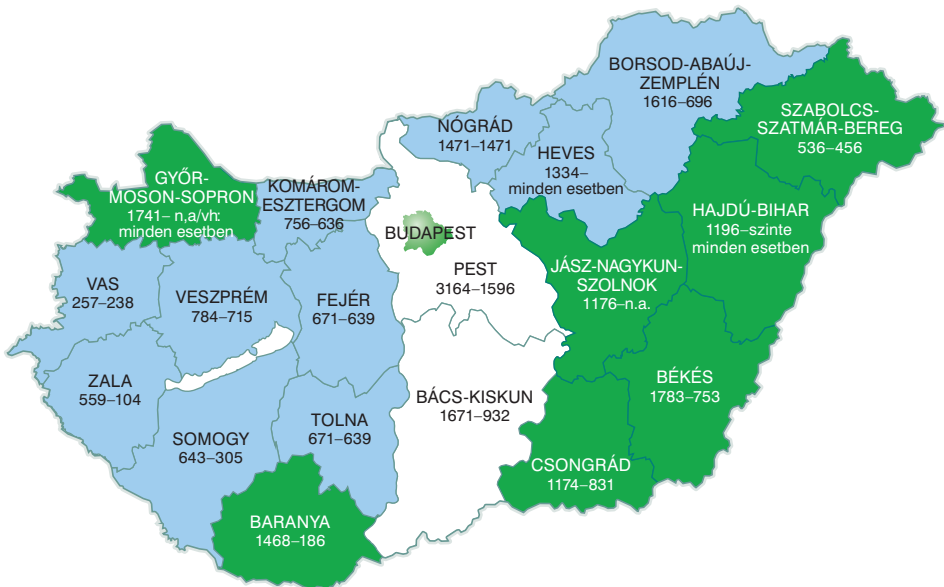 BORSOD-ABAÚJ-
ZEMPLÉN
1616–696
SZABOLCS-
SZATMÁR-BEREG
536–456
NÓGRÁD
1471–1471
HEVES
1334–
minden esetben
GYŐR-
MOSON-SOPRON
1741– n,a/vh:
minden esetben
KOMÁROM-
ESZTERGOM
756–636
HAJDÚ-BIHAR
1196–szinte
minden esetben
BUDAPEST
PEST
3164–1596
JÁSZ-NAGYKUN-
SZOLNOK
1176–n.a.
VAS
257–238
VESZPRÉM
784–715
FEJÉR
671–639
ZALA
559–104
BÁCS-KISKUN
1671–932
BÉKÉS
1783–753
SOMOGY
643–305
TOLNA
671–639
CSONGRÁD
1174–831
BARANYA
1468–186